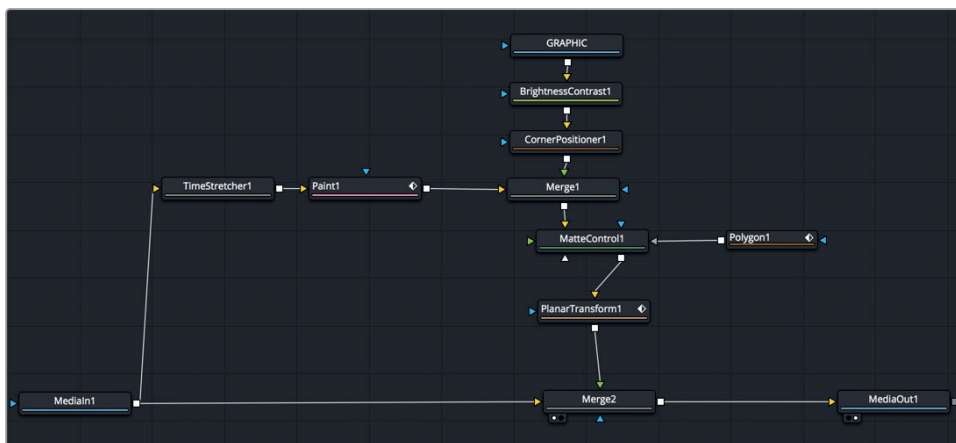 GRAPHIC
BrightnessContrast1
CornerPositioner1
TimeStretcher1
Paint1
Merge1
MatteControl1
Polygon1
PlanarTransform1
MediaIn1
Merge2
MediaOut1